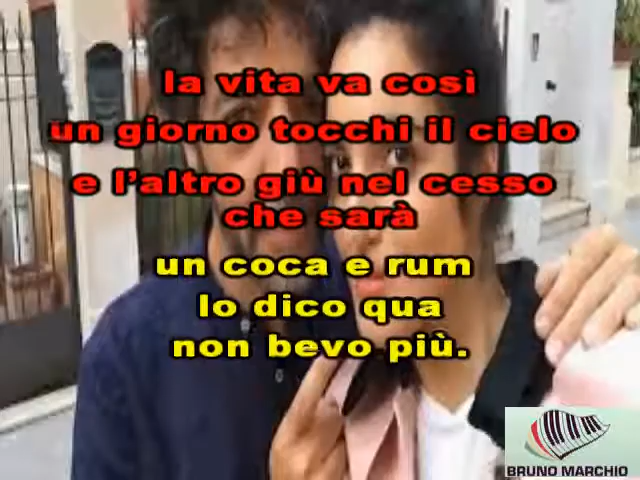 la vita va così
un giorno tocchi il cielo
e l'altro giù nel cesso
che sarà
un coca e rum
lo dico qua
non bevo più.
BRUNO MARCHIO